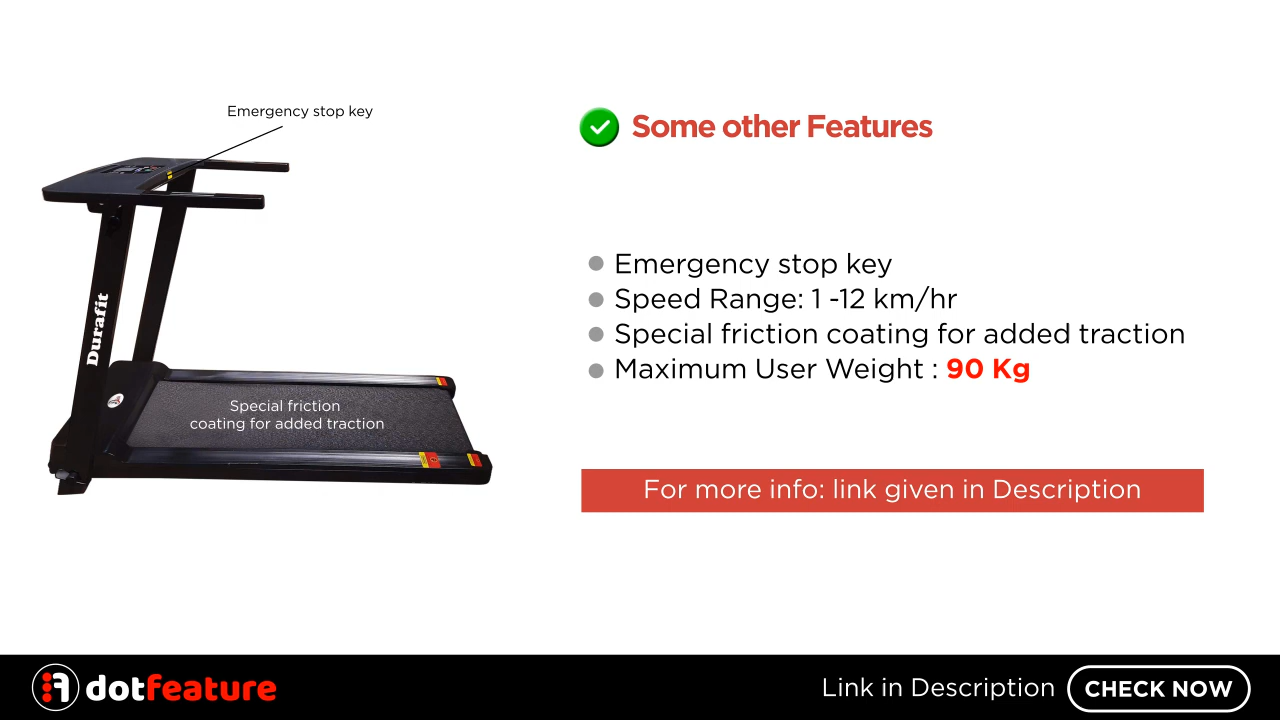 Emergency stop key
Some other Features
Emergency stop key
Speed Range: 1 -12 km/hr
Special friction coating for added traction
Maximum User Weight : 90 Kg
Durafit
Special friction
coating for added traction
For more info: link given in Description
dotfeature
Link in Description
CHECK NOW